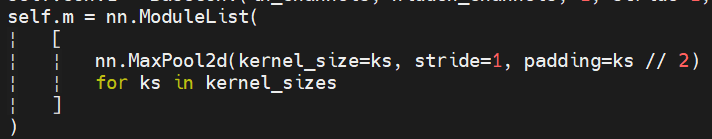 self.m = nn.ModuleList(
[
nn.MaxPool2d(kernel_size=ks, stride=1, padding=ks // 2)
for ks in kernel_sizes
]
)